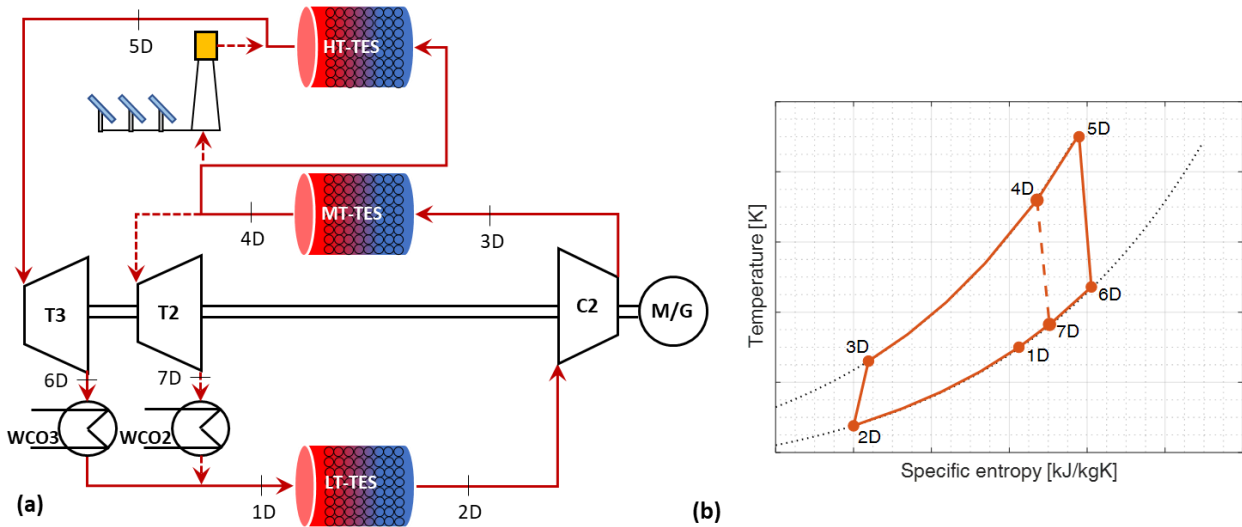 5D
HT-TES
MT-TES
4D
3D
T3
T2
C2
M/G
6D
7D
WCO3
WCO2
LT-TES
1D
2D
(a)
Temperature [K]
5D
4D
6D
7D
3D
1D
2D
Specific entropy [kJ/kgK]
(b)